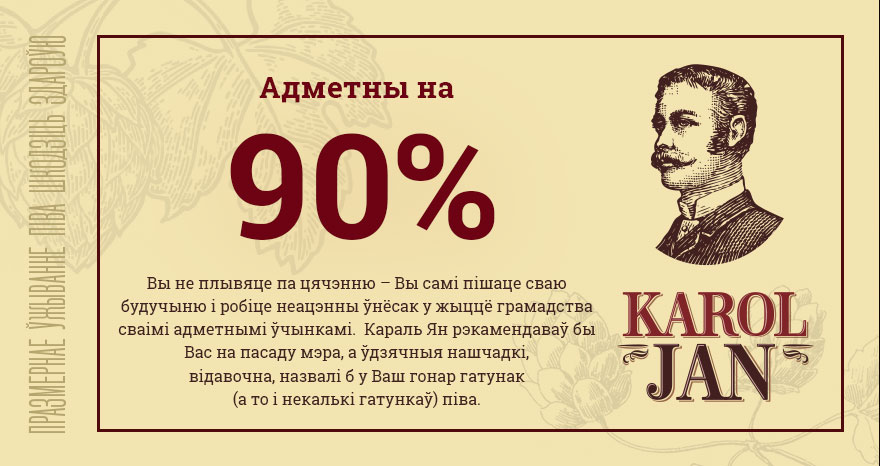 ПРАЗМЕРНАЕ ЎЖЫВАННЕ ПІВА ШКОДЗІЦЬ ЗДАРОЎЮ
Адметны на
90%
Вы не плывяце па цячэнню – Вы самі пішаце сваю
будучыню і робіце неацэнны ўнёсак у жыццё грамадства
сваімі адметнымі ўчынкамі. Караль Ян рэкамендаваў бы
Вас на пасаду мэра, а ўдзячныя нашчадкі,
відавочна, назвалі б у Ваш гонар гатунак
(а то і некалькі гатункаў) піва.
KAROL
JAN